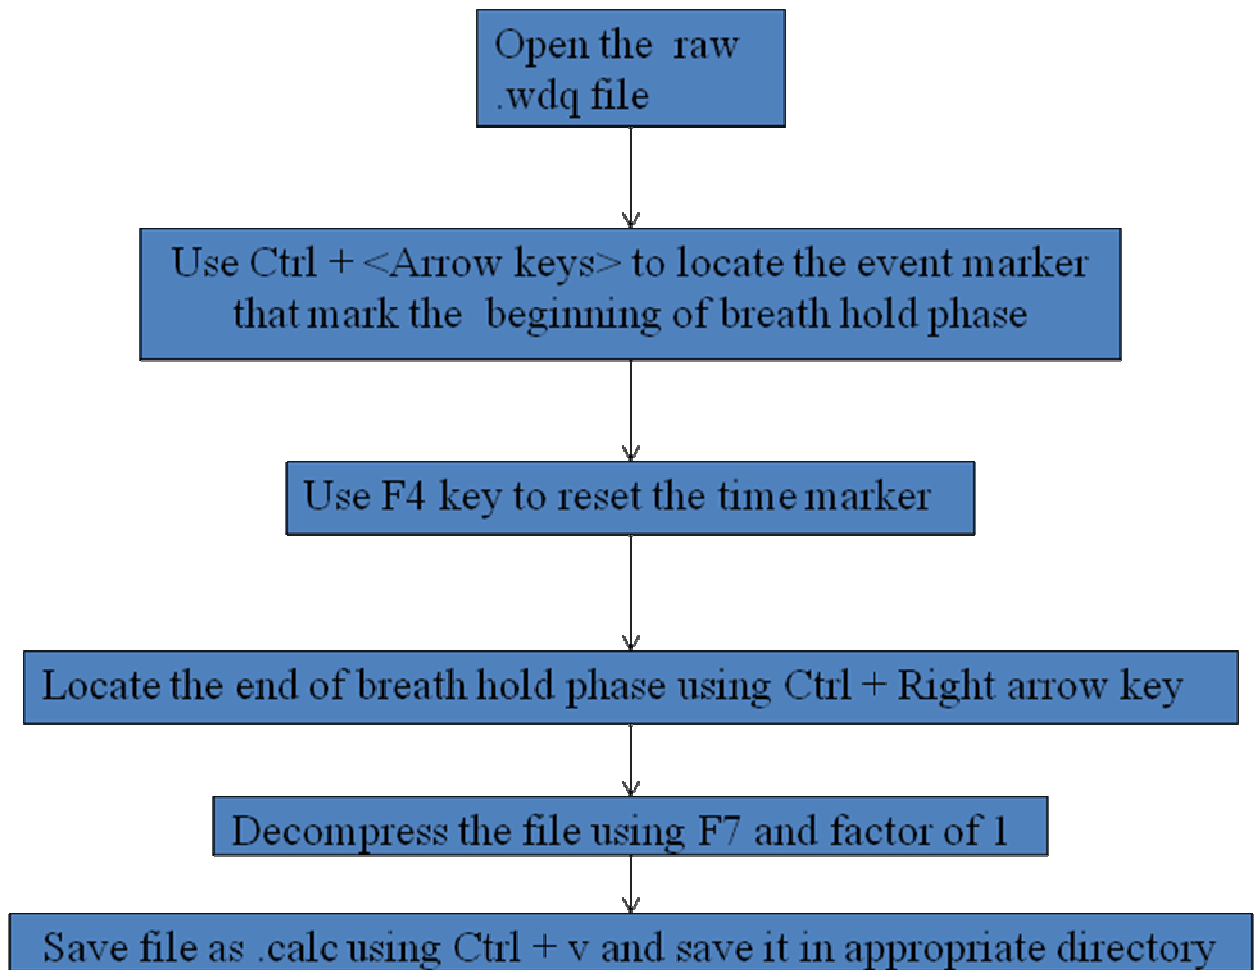 Open the raw
.wdq file
Use Ctrl + <Arrow keys> to locate the event marker
that mark the beginning of breath hold phase
Use F4 key to reset the time marker
Locate the end of breath hold phase using Ctrl + Right arrow key
Decompress the file using F7 and factor of 1
Save file as .calc using Ctrl + v and save it in appropriate directory